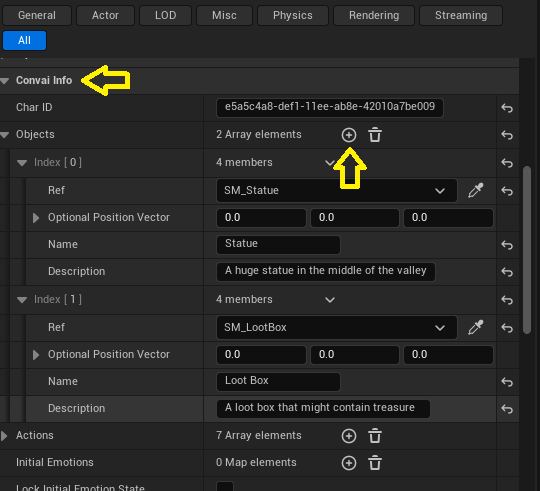 General Actor LOD Misc Physics Rendering Streaming
All
Convai Info
Char ID e5a5c4a8-def1-11ee-ab8e-42010a7be009
Objects 2 Array elements
Index [ 0 ] 4 members
Ref SM_Statue
Optional Position Vector 0.0 0.0 0.0
Name Statue
Description A huge statue in the middle of the valley
Index [ 1 ] 4 members
Ref SM_LootBox
Optional Position Vector 0.0 0.0 0.0
Name Loot Box
Description A loot box that might contain treasure
Actions 7 Array elements
Initial Emotions 0 Map elements
Lock Initial Emotion State